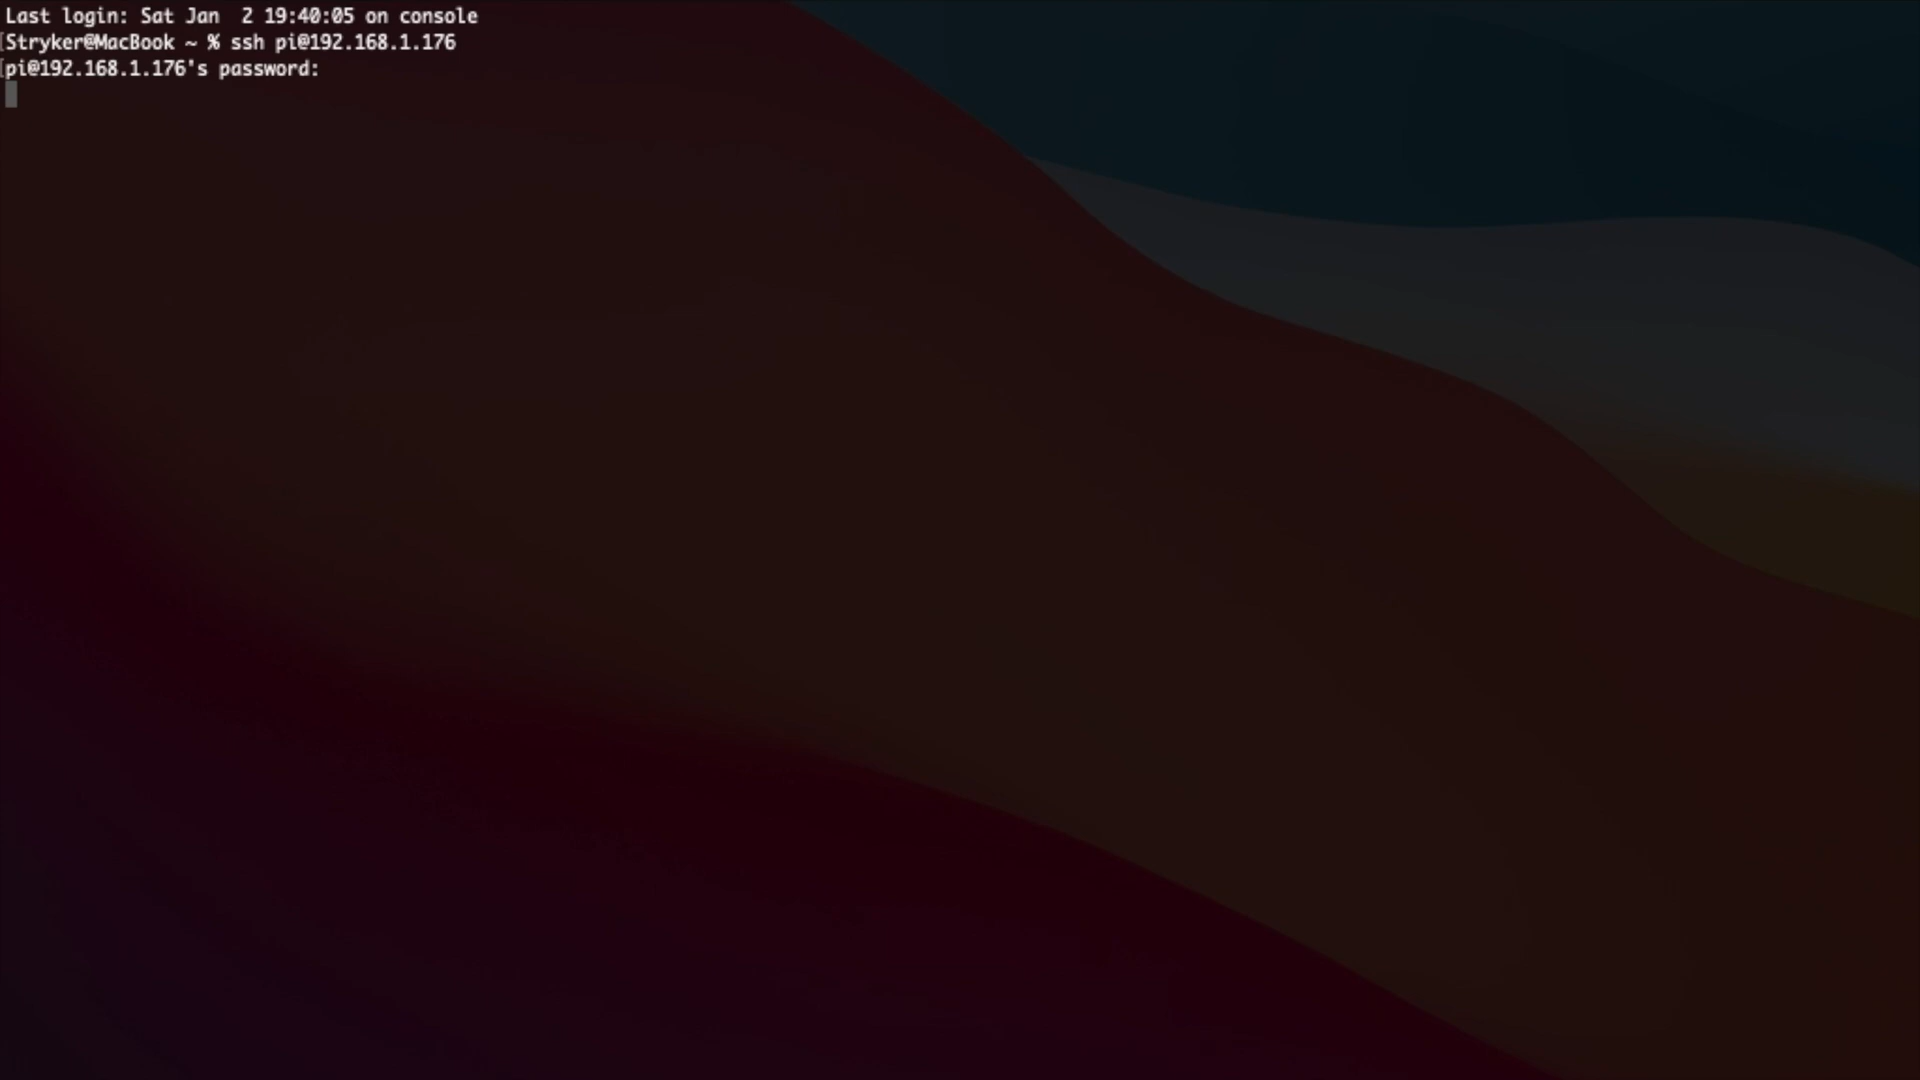 Last login: Sat Jan  2 19:40:05 on console
[Stryker@MacBook ~ % ssh pi@192.168.1.176
[pi@192.168.1.176's password: